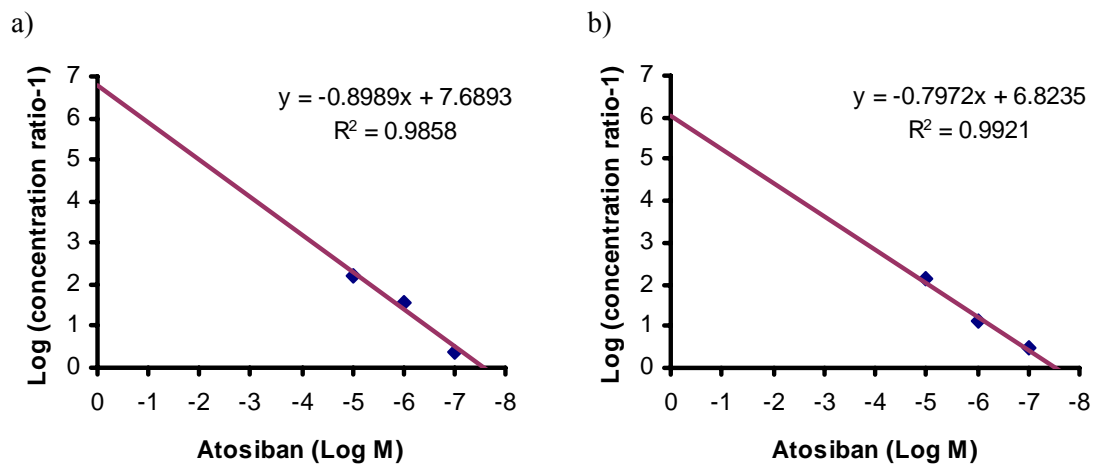 a)
7
6
5
4
3
2
1
0
Log (concentration ratio-1)
y = -0.8989x + 7.6893
R² = 0.9858
0 -1 -2 -3 -4 -5 -6 -7 -8
Atosiban (Log M)
b)
7
6
5
4
3
2
1
0
Log (concentration ratio-1)
y = -0.7972x + 6.8235
R² = 0.9921
0 -1 -2 -3 -4 -5 -6 -7 -8
Atosiban (Log M)